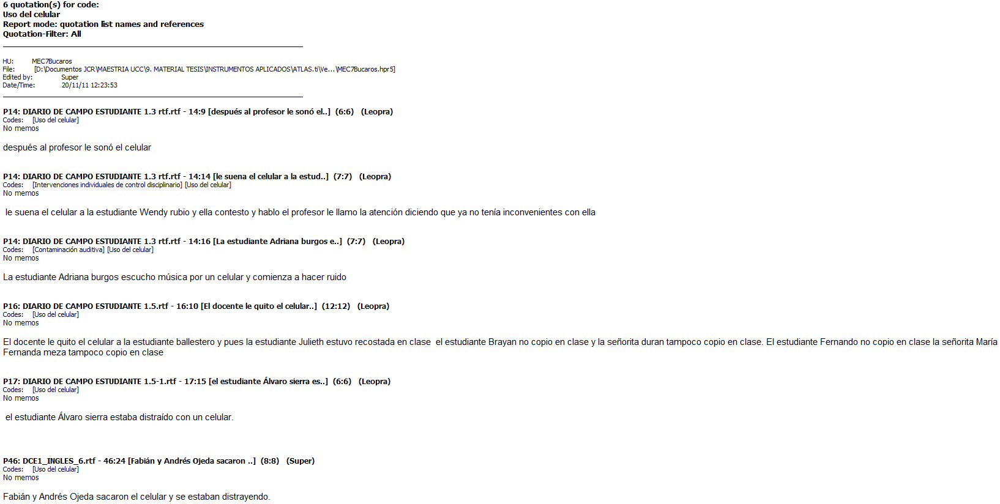 6 quotation(s) for code:
Uso del celular
Report mode: quotation list names and references
Quotation-Filter: All
HU: MEC7Bucaros
File: [D:\Documentos JCR\MAESTRIA UCC\9. MATERIAL TESIS\INSTRUMENTOS APLICADOS\ATLAS.ti\Ve...\MEC7Bucaros.hpr5]
Edited by: Super
Date/Time: 20/11/11 12:23:53
P14: DIARIO DE CAMPO ESTUDIANTE 1.3 rtf.rtf - 14:9 [después al profesor le sonó el..] (6:6) (Leopra)
Codes: [Uso del celular]
No memos
después al profesor le sonó el celular
P14: DIARIO DE CAMPO ESTUDIANTE 1.3 rtf.rtf - 14:14 [le suena el celular a la estud..] (7:7) (Leopra)
Codes: [Intervenciones individuales de control disciplinario] [Uso del celular]
No memos
le suena el celular a la estudiante Wendy rubio y ella contesto y hablo el profesor le llamo la atención diciendo que ya no tenía inconvenientes con ella
P14: DIARIO DE CAMPO ESTUDIANTE 1.3 rtf.rtf - 14:16 [La estudiante Adriana burgos e..] (7:7) (Leopra)
Codes: [Contaminación auditiva] [Uso del celular]
No memos
La estudiante Adriana burgos escucho música por un celular y comienza a hacer ruido
P16: DIARIO DE CAMPO ESTUDIANTE 1.5.rtf - 16:10 [El docente le quito el celular..] (12:12) (Leopra)
Codes: [Uso del celular]
No memos
El docente le quito el celular a la estudiante ballestero y pues la estudiante Julieth estuvo recostada en clase el estudiante Brayan no copio en clase y la señorita duran tampoco copio en clase. El estudiante Fernando no copio en clase la señorita María
Fernanda meza tampoco copio en clase
P17: DIARIO DE CAMPO ESTUDIANTE 1.5-1.rtf - 17:15 [el estudiante Álvaro sierra es..] (6:6) (Leopra)
Codes: [Uso del celular]
No memos
el estudiante Álvaro sierra estaba distraído con un celular.
P46: DCE1_INGLES_6.rtf - 46:24 [Fabián y Andrés Ojeda sacaron ..] (8:8) (Super)
Codes: [Uso del celular]
No memos
Fabián y Andrés Ojeda sacaron el celular y se estaban distrayendo.